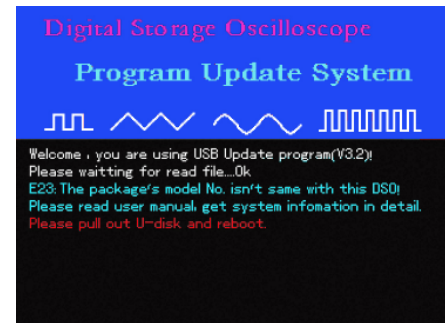 Digital Storage Oscilloscope
Program Update System
Welcome , you are using USB Update program(V3.2)!
Please waitting for read file....Ok
E23: The package's model No. isn't same with this DSO!
Please read user manual, get system infomation in detail.
Please pull out U-disk and reboot.